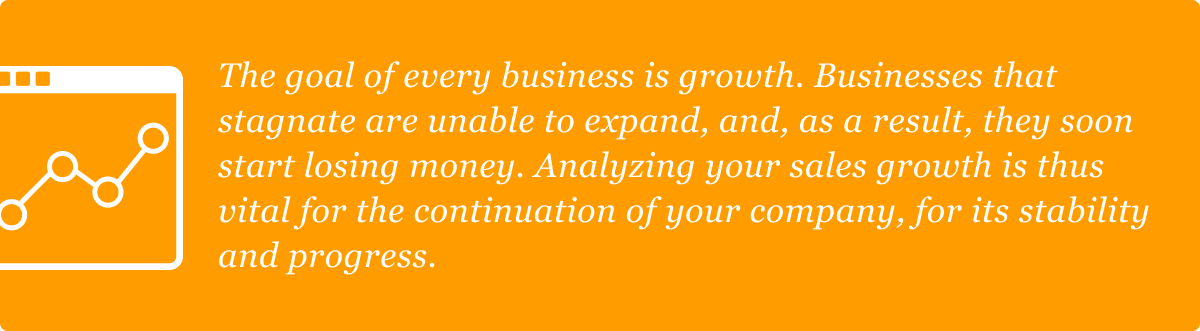 The goal of every business is growth. Businesses that
stagnate are unable to expand, and, as a result, they soon
start losing money. Analyzing your sales growth is thus
vital for the continuation of your company, for its stability
and progress.